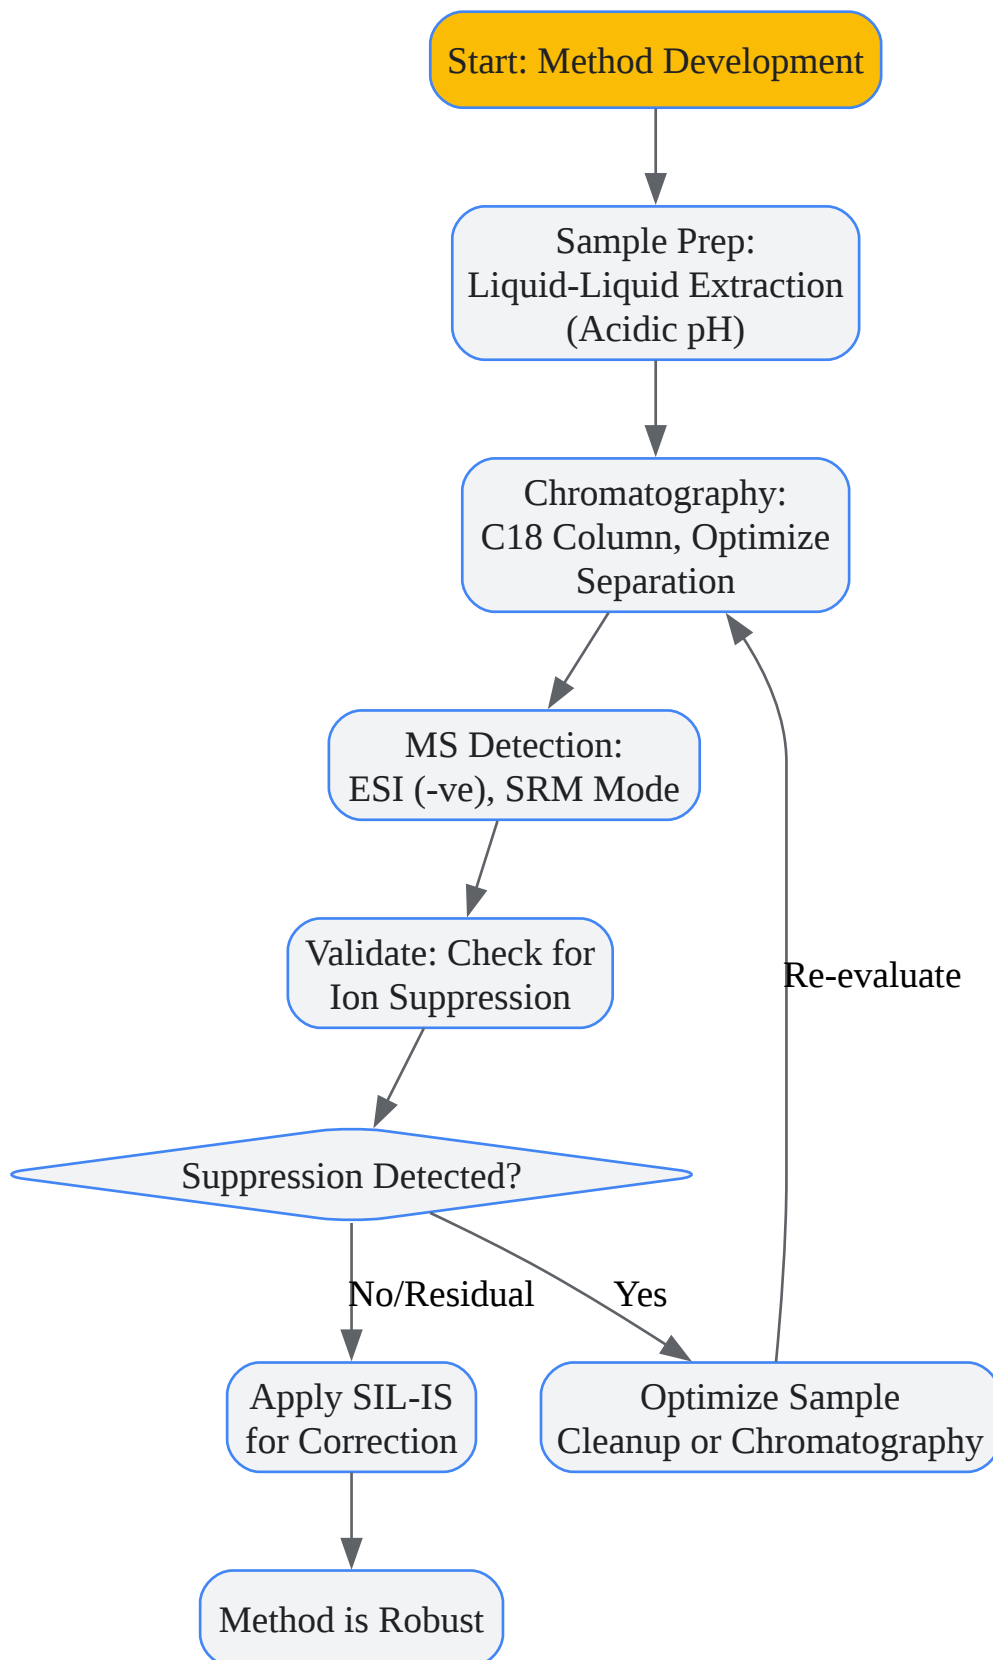 Start: Method Development
Sample Prep:
Liquid-Liquid Extraction
(Acidic pH)
Chromatography:
C18 Column, Optimize
Separation
MS Detection:
ESI (-ve), SRM Mode
Validate: Check for
Ion Suppression
Re-evaluate
Suppression Detected?
No/Residual
Yes
Apply SIL-IS
for Correction
Optimize Sample
Cleanup or Chromatography
Method is Robust